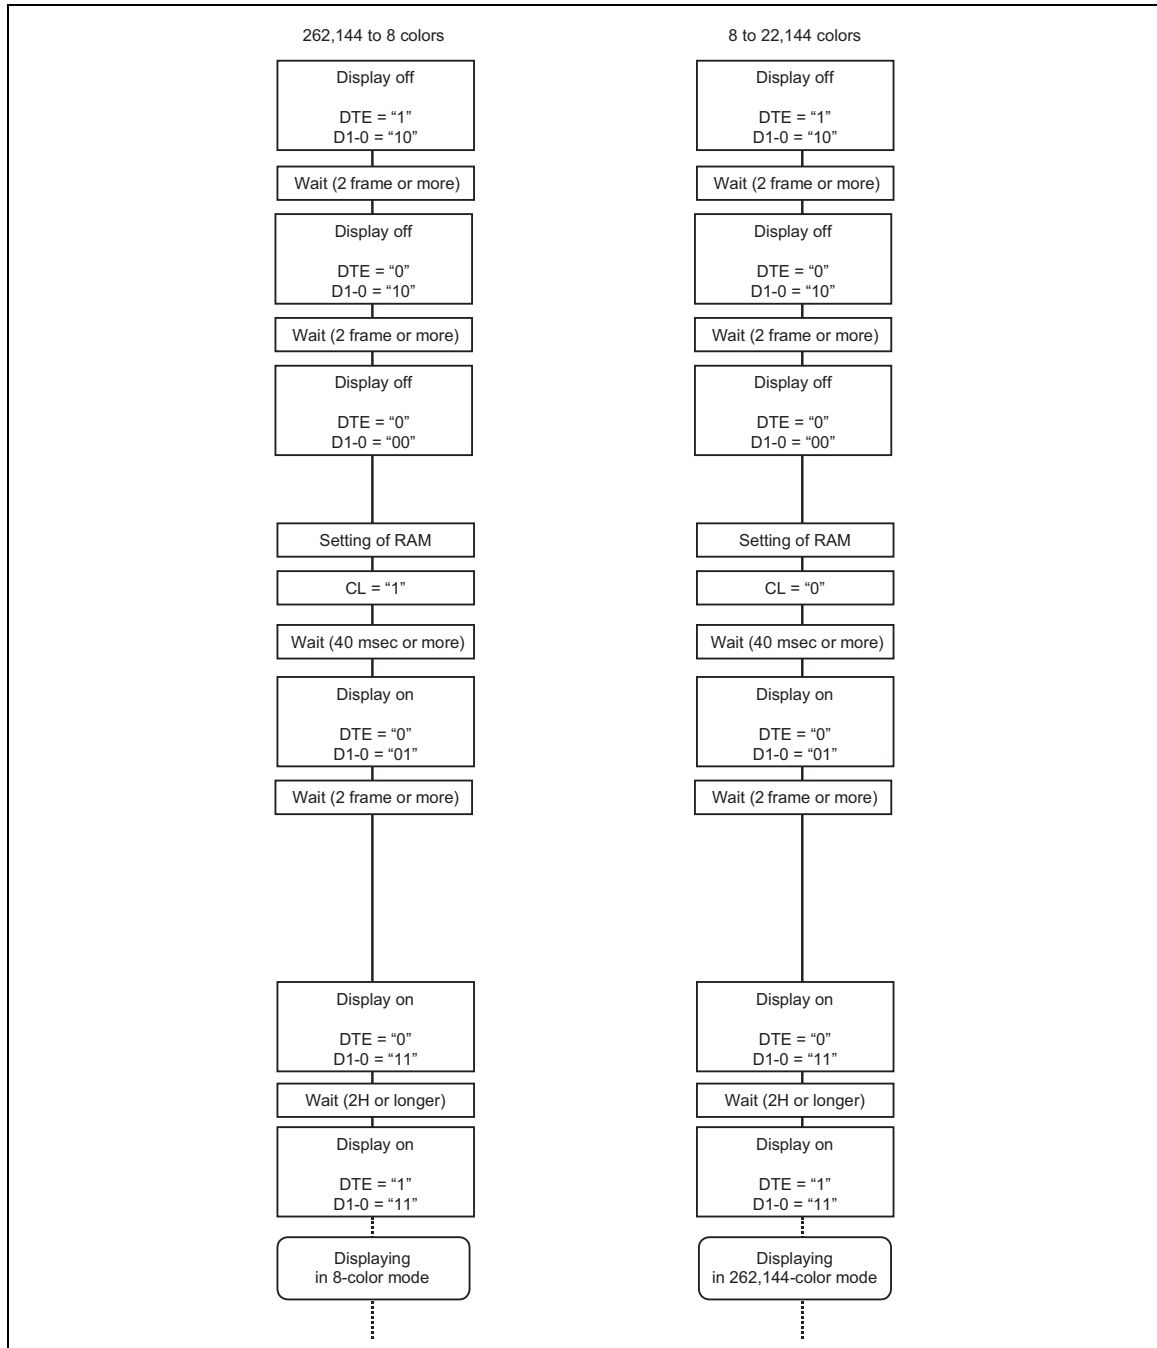 262,144 to 8 colors
Display off
DTE = “1”
D1-0 = “10”
Wait (2 frame or more)
Display off
DTE = “0”
D1-0 = “10”
Wait (2 frame or more)
Display off
DTE = “0”
D1-0 = “00”
Setting of RAM
CL = “1”
Wait (40 msec or more)
Display on
DTE = “0”
D1-0 = “01”
Wait (2 frame or more)
Display on
DTE = “0”
D1-0 = “11”
Wait (2H or longer)
Display on
DTE = “1”
D1-0 = “11”
Displaying
in 8-color mode
8 to 22,144 colors
Display off
DTE = “1”
D1-0 = “10”
Wait (2 frame or more)
Display off
DTE = “0”
D1-0 = “10”
Wait (2 frame or more)
Display off
DTE = “0”
D1-0 = “00”
Setting of RAM
CL = “0”
Wait (40 msec or more)
Display on
DTE = “0”
D1-0 = “01”
Wait (2 frame or more)
Display on
DTE = “0”
D1-0 = “11”
Wait (2H or longer)
Display on
DTE = “1”
D1-0 = “11”
Displaying
in 262,144-color mode